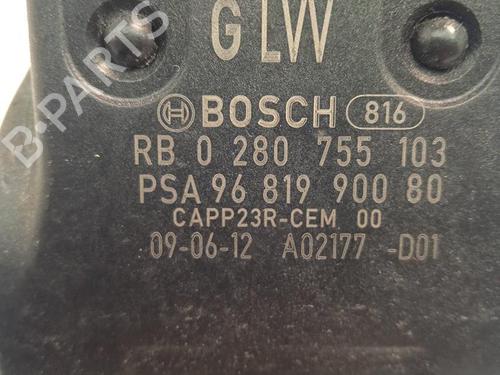 G LW
BOSCH 816
RB 0 280 755 103
PSA 96 819 900 80
CAPP23R-CEM 00
09-06-12 A02177 -D01
B-PARTS